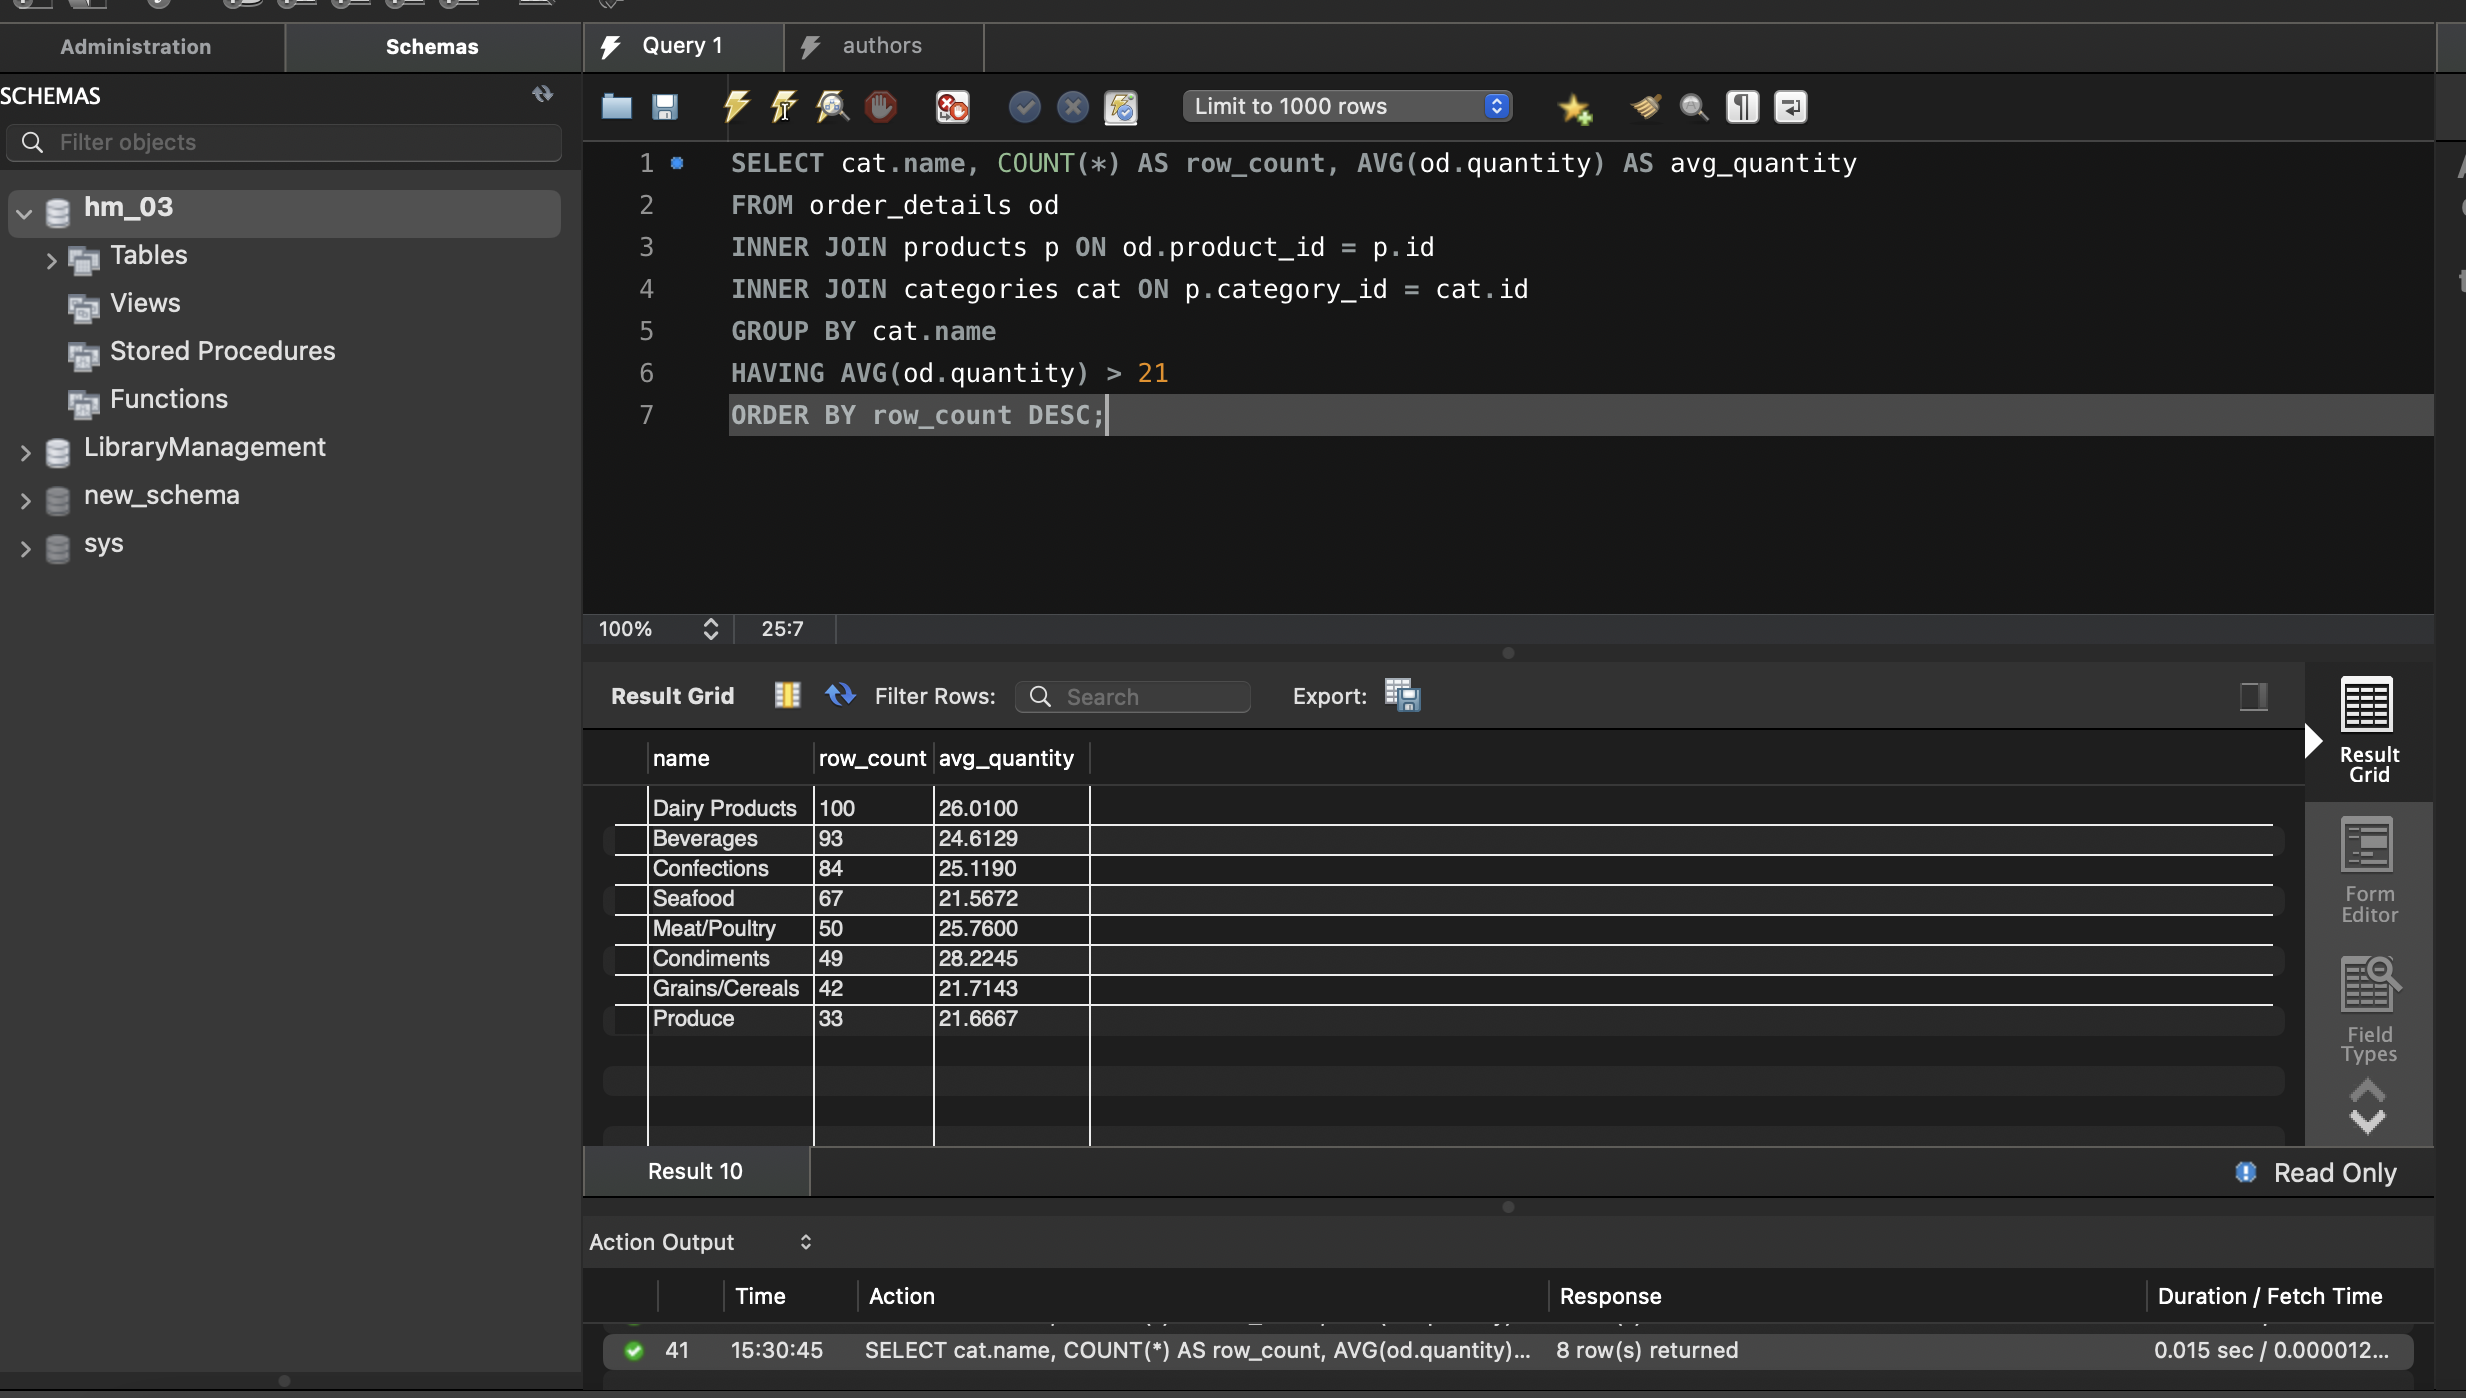 Administration
Schemas
Query 1
authors
SCHEMAS
Filter objects
Limit to 1000 rows
hm_03
Tables
Views
Stored Procedures
Functions
LibraryManagement
new_schema
sys
1 SELECT cat.name, COUNT(*) AS row_count, AVG(od.quantity) AS avg_quantity
2 FROM order_details od
3 INNER JOIN products p ON od.product_id = p.id
4 INNER JOIN categories cat ON p.category_id = cat.id
5 GROUP BY cat.name
6 HAVING AVG(od.quantity) > 21
7 ORDER BY row_count DESC;
100% 25:7
Result Grid Filter Rows: Search Export:
name row_count avg_quantity
Dairy Products 100 26.0100
Beverages 93 24.6129
Confections 84 25.1190
Seafood 67 21.5672
Meat/Poultry 50 25.7600
Condiments 49 28.2245
Grains/Cereals 42 21.7143
Produce 33 21.6667
Result
Grid
Form
Editor
Field
Types
Result 10
Read Only
Action Output
Time Action Response Duration / Fetch Time
41 15:30:45 SELECT cat.name, COUNT(*) AS row_count, AVG(od.quantity)... 8 row(s) returned 0.015 sec / 0.000012...